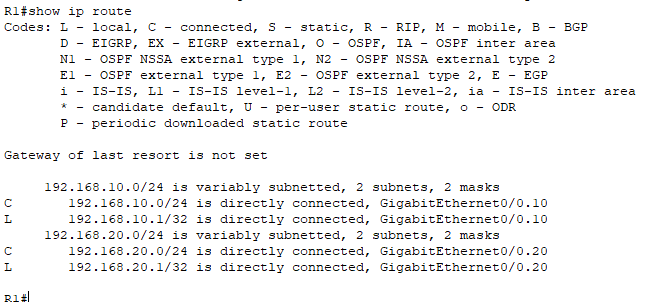 R1#show ip route
Codes: L - local, C - connected, S - static, R - RIP, M - mobile, B - BGP
D - EIGRP, EX - EIGRP external, O - OSPF, IA - OSPF inter area
N1 - OSPF NSSA external type 1, N2 - OSPF NSSA external type 2
E1 - OSPF external type 1, E2 - OSPF external type 2, E - EGP
i - IS-IS, L1 - IS-IS level-1, L2 - IS-IS level-2, ia - IS-IS inter area
* - candidate default, U - per-user static route, o - ODR
P - periodic downloaded static route
Gateway of last resort is not set
192.168.10.0/24 is variably subnetted, 2 subnets, 2 masks
C 192.168.10.0/24 is directly connected, GigabitEthernet0/0.10
L 192.168.10.1/32 is directly connected, GigabitEthernet0/0.10
192.168.20.0/24 is variably subnetted, 2 subnets, 2 masks
C 192.168.20.0/24 is directly connected, GigabitEthernet0/0.20
L 192.168.20.1/32 is directly connected, GigabitEthernet0/0.20
R1#